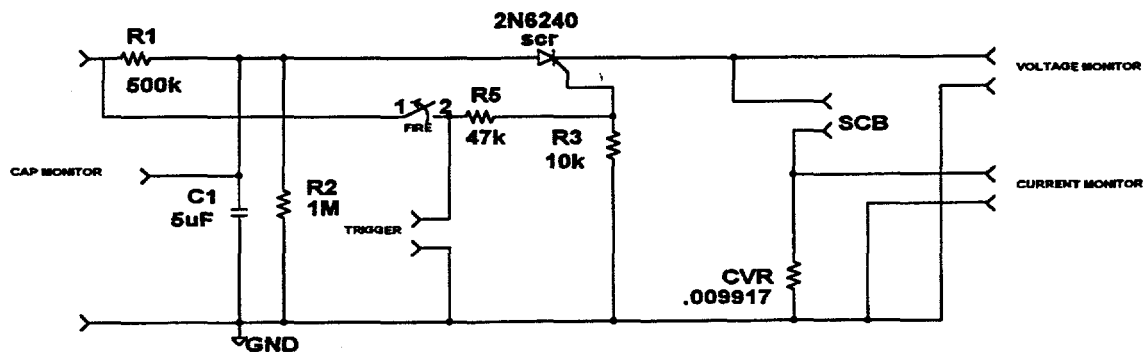 2N6240
scr
R1
500k
VOLTAGE MONITOR
1 2
FIRE
R5
47k
SCB
R3
10k
CAP MONITOR
C1
5uF
R2
1M
TRIGGER
CURRENT MONITOR
CVR
.009917
GND